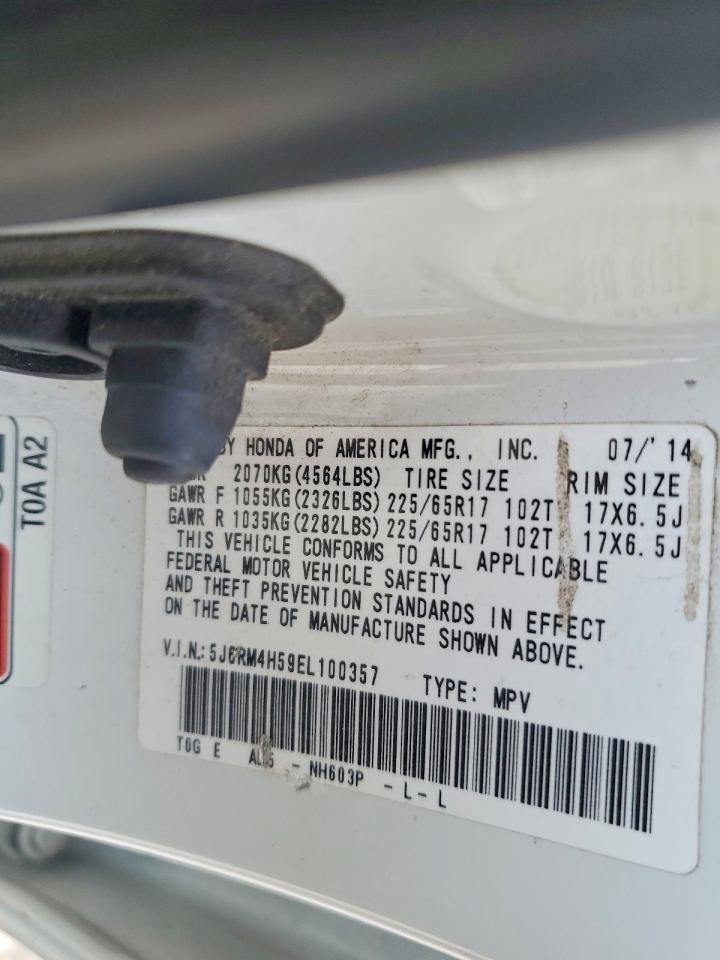 BY HONDA OF AMERICA MFG., INC. 07/'14
2070KG(4564LBS) TIRE SIZE RIM SIZE
GAWR F 1055KG(2326LBS) 225/65R17 102T 17X6.5J
GAWR R 1035KG(2282LBS) 225/65R17 102T 17X6.5J
THIS VEHICLE CONFORMS TO ALL APPLICABLE
FEDERAL MOTOR VEHICLE SAFETY
AND THEFT PREVENTION STANDARDS IN EFFECT
ON THE DATE OF MANUFACTURE SHOWN ABOVE.
V.I.N.:5J6RM4H59EL100357 TYPE: MPV
T0G E - NH603P - L- L
T0A A2